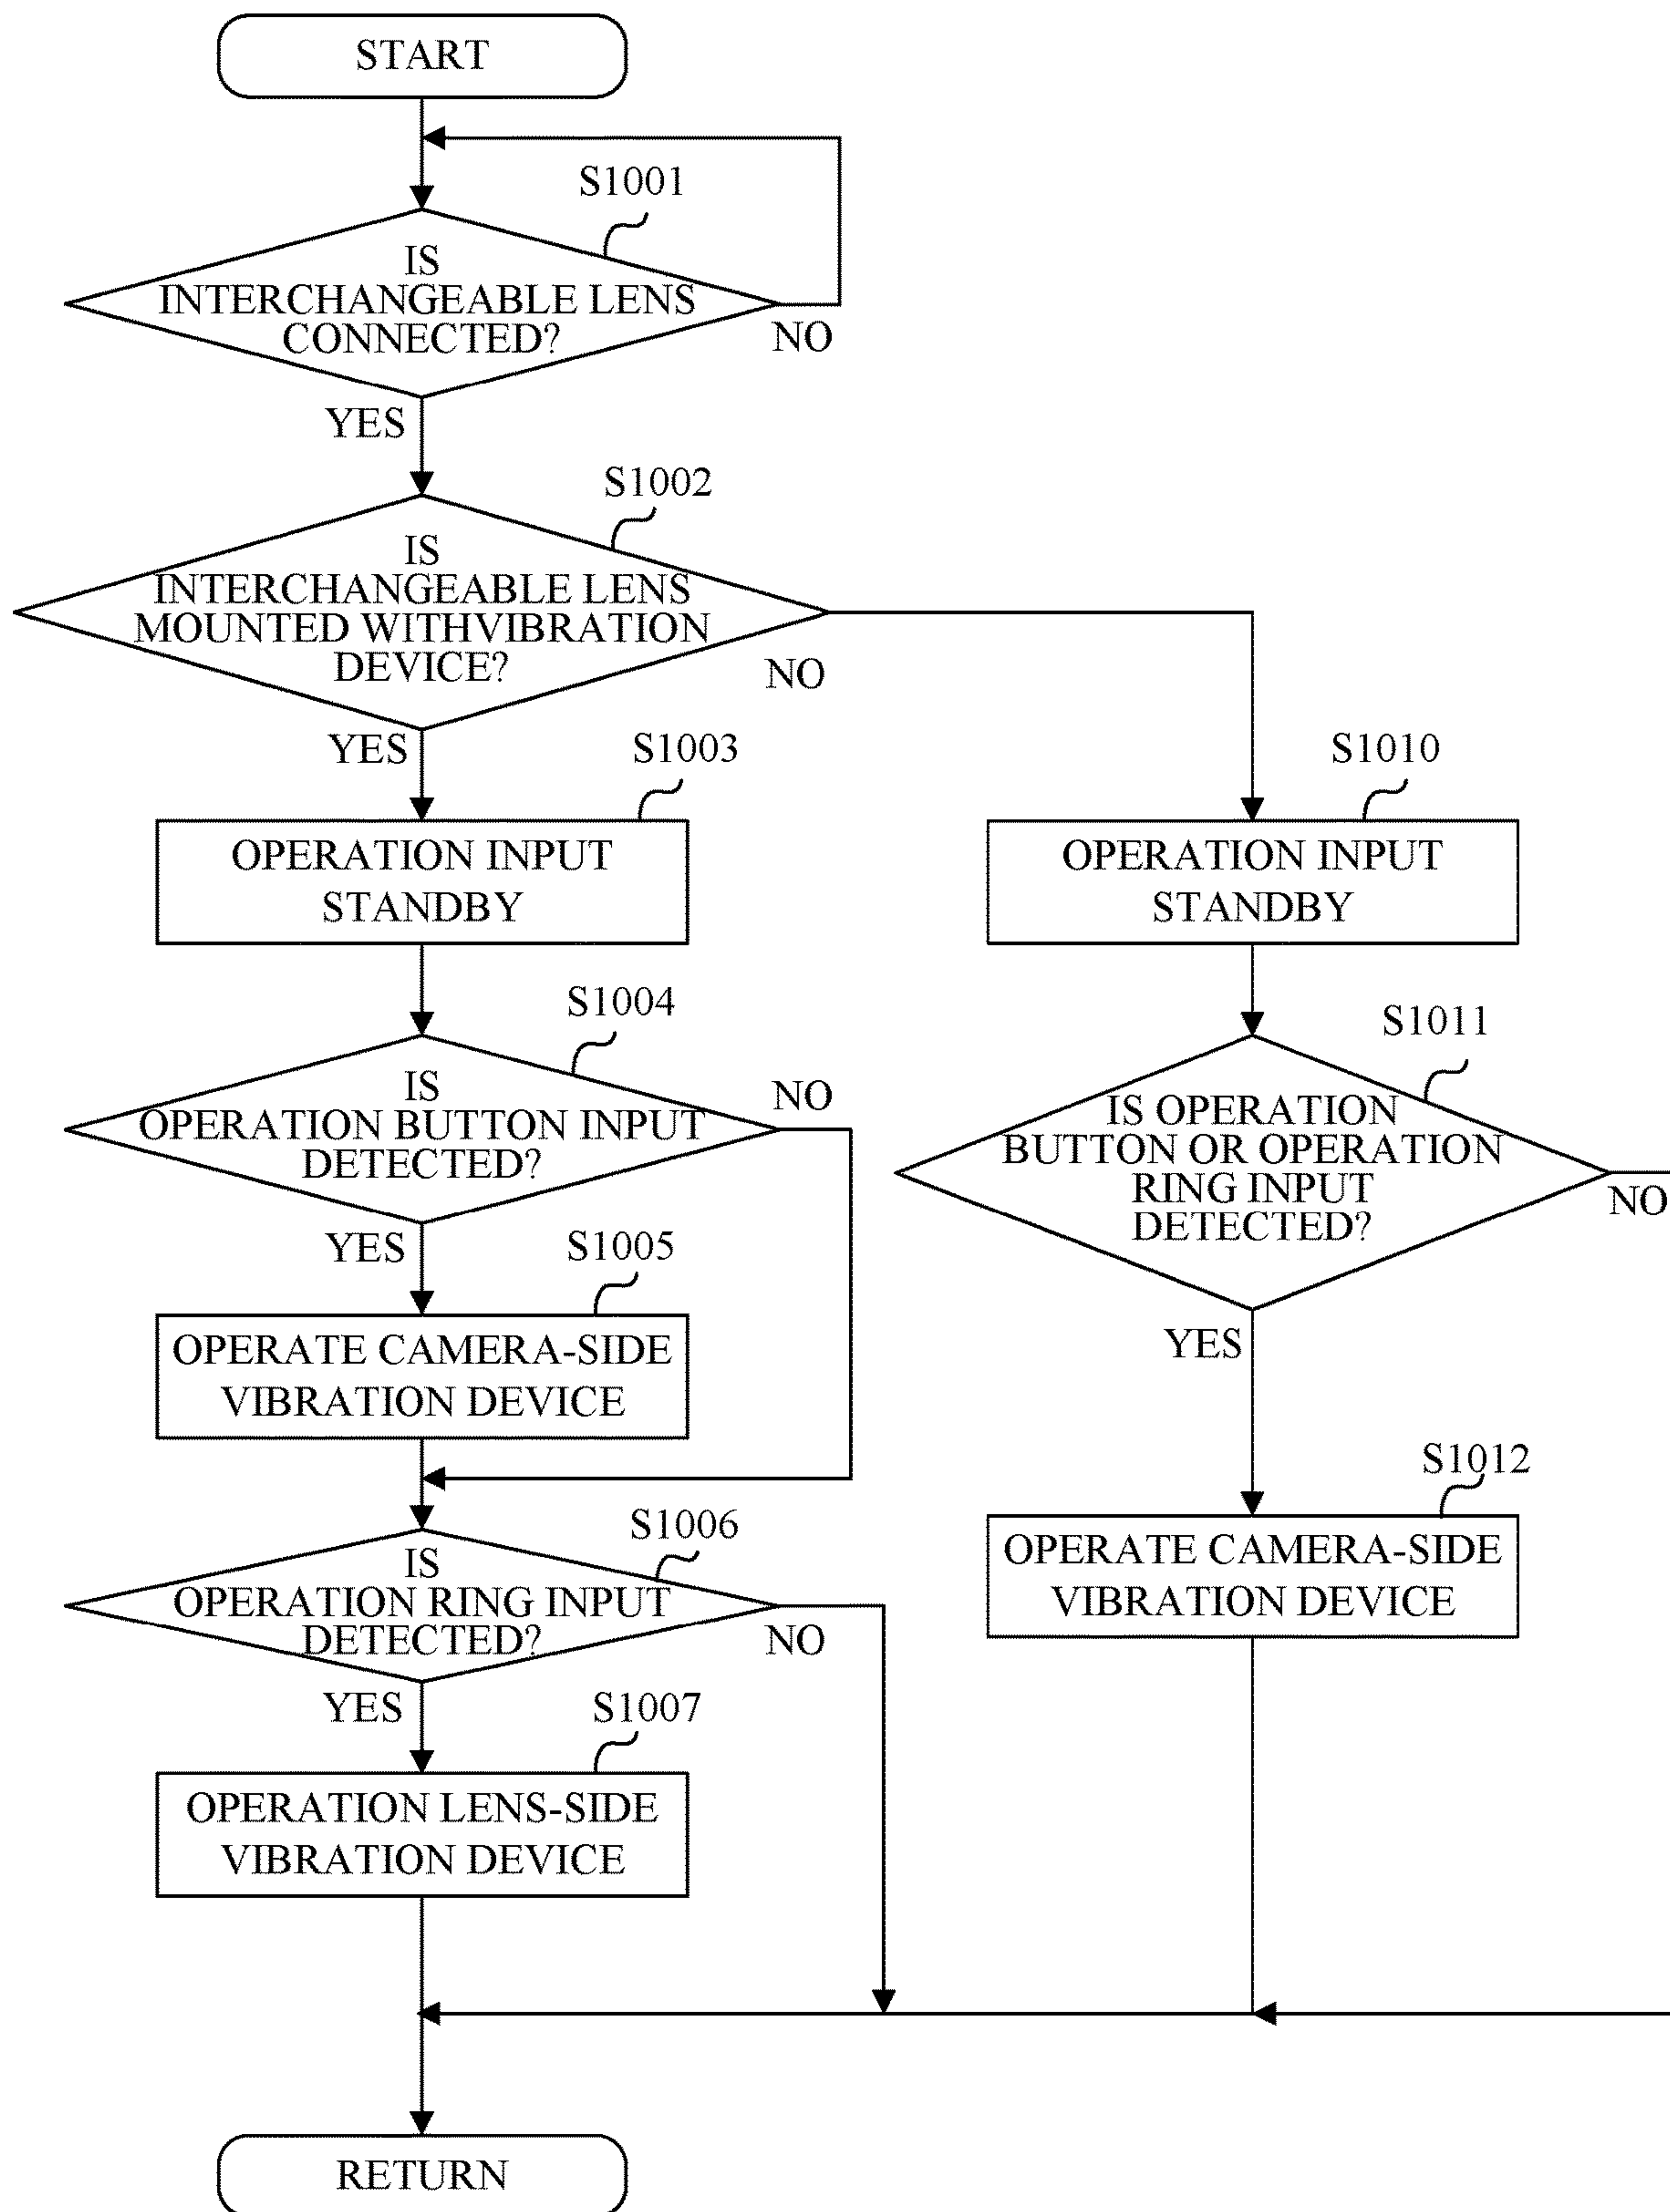 START
S1001
IS
INTERCHANGEABLE LENS
CONNECTED?
NO
YES
S1002
IS
INTERCHANGEABLE LENS
MOUNTED WITHVIBRATION
DEVICE?
NO
YES
S1003
OPERATION INPUT
STANDBY
S1004
IS
OPERATION BUTTON INPUT
DETECTED?
NO
YES
S1005
OPERATE CAMERA-SIDE
VIBRATION DEVICE
S1006
IS
OPERATION RING INPUT
DETECTED?
NO
YES
S1007
OPERATION LENS-SIDE
VIBRATION DEVICE
S1010
OPERATION INPUT
STANDBY
S1011
IS OPERATION
BUTTON OR OPERATION
RING INPUT
DETECTED?
NO
YES
S1012
OPERATE CAMERA-SIDE
VIBRATION DEVICE
RETURN